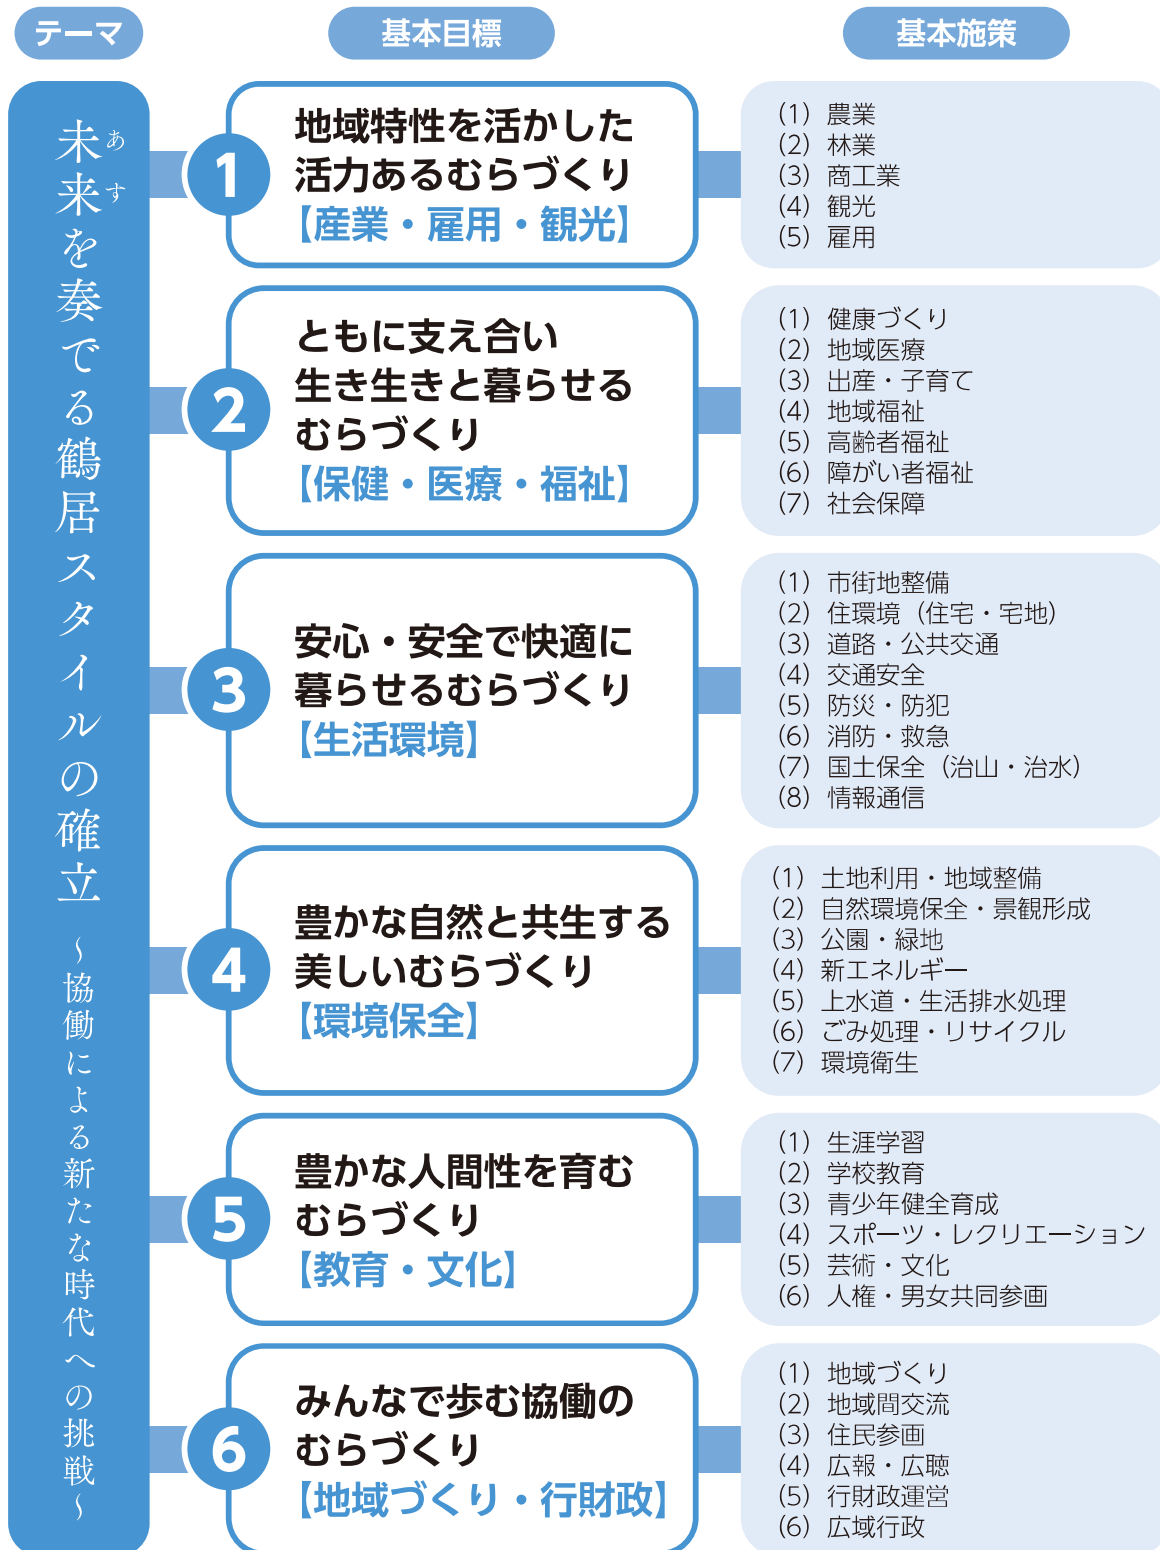 テーマ
基本目標
基本施策
未来を奏でる鶴居スタイルの確立
あす
~協働による新たな時代への挑戦~
1
地域特性を活かした
活力あるむらづくり
【産業・雇用・観光】
(1) 農業
(2) 林業
(3) 商工業
(4) 観光
(5) 雇用
2
ともに支え合い
生き生きと暮らせる
むらづくり
【保健・医療・福祉】
(1) 健康づくり
(2) 地域医療
(3) 出産・子育て
(4) 地域福祉
(5) 高齢者福祉
(6) 障がい者福祉
(7) 社会保障
3
安心・安全で快適に
暮らせるむらづくり
【生活環境】
(1) 市街地整備
(2) 住環境(住宅・宅地)
(3) 道路・公共交通
(4) 交通安全
(5) 防災・防犯
(6) 消防・救急
(7) 国土保全(治山・治水)
(8) 情報通信
4
豊かな自然と共生する
美しいむらづくり
【環境保全】
(1) 土地利用・地域整備
(2) 自然環境保全・景観形成
(3) 公園・緑地
(4) 新エネルギー
(5) 上水道・生活排水処理
(6) ごみ処理・リサイクル
(7) 環境衛生
5
豊かな人間性を育む
むらづくり
【教育・文化】
(1) 生涯学習
(2) 学校教育
(3) 青少年健全育成
(4) スポーツ・レクリエーション
(5) 芸術・文化
(6) 人権・男女共同参画
6
みんなで歩む協働の
むらづくり
【地域づくり・行財政】
(1) 地域づくり
(2) 地域間交流
(3) 住民参画
(4) 広報・広聴
(5) 行財政運営
(6) 広域行政